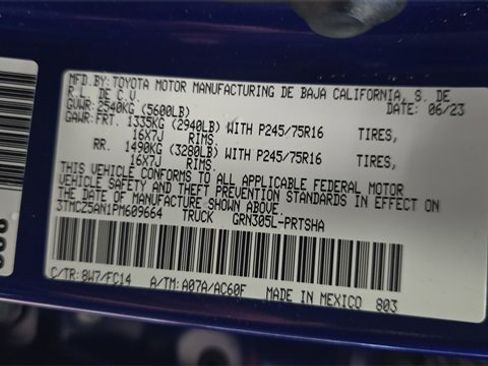 MFD.BY: TOYOTA MOTOR MANUFACTURING DE BAJA CALIFORNIA, S. DE
R.L. DE C.V. DATE: 06/23
GVWR: 2540KG (5600LB)
GAWR: FRT. 1335KG (2940LB) WITH P245/75R16 TIRES,
16X7J RIMS.
RR. 1490KG (3280LB) WITH P245/75R16 TIRES,
16X7J RIMS.
THIS VEHICLE CONFORMS TO ALL APPLICABLE FEDERAL MOTOR
VEHICLE SAFETY AND THEFT PREVENTION STANDARDS IN EFFECT ON
THE DATE OF MANUFACTURE SHOWN ABOVE.
3TMCZ5AN1PM609664 TRUCK GRN305L-PRTSHA
C/TR: 8W7/FC14 A/TM: A07A/AC60F MADE IN MEXICO 803